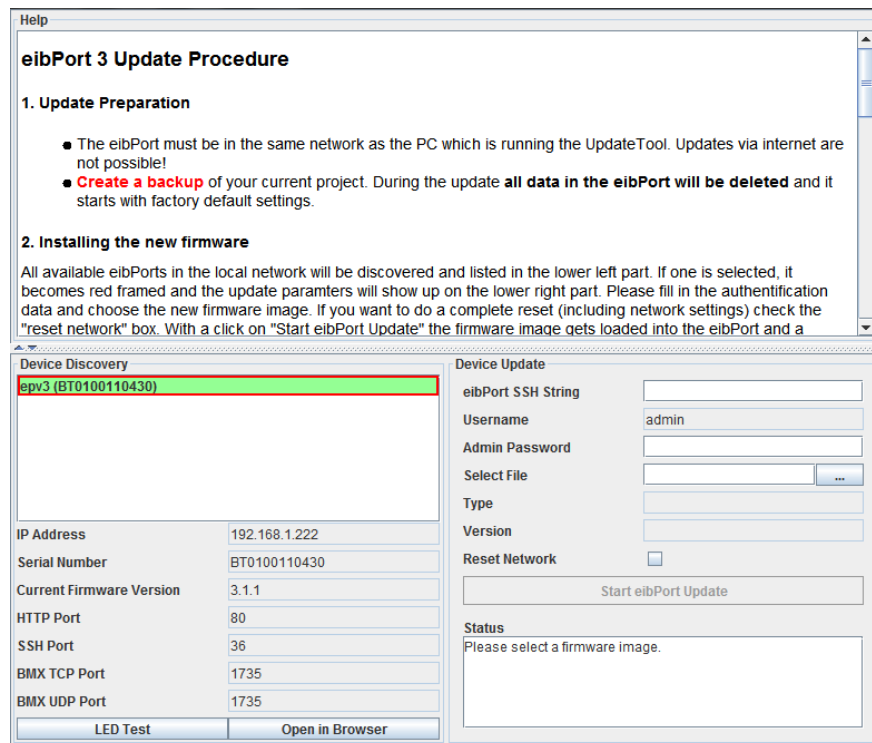 Help
eibPort 3 Update Procedure
1. Update Preparation
The eibPort must be in the same network as the PC which is running the UpdateTool. Updates via internet are
not possible!
Create a backup of your current project. During the update all data in the eibPort will be deleted and it
starts with factory default settings.
2. Installing the new firmware
All available eibPorts in the local network will be discovered and listed in the lower left part. If one is selected, it
becomes red framed and the update paramters will show up on the lower right part. Please fill in the authentification
data and choose the new firmware image. If you want to do a complete reset (including network settings) check the
"reset network" box. With a click on "Start eibPort Update" the firmware image gets loaded into the eibPort and a
Device Discovery
epv3 (BT0100110430)
IP Address 192.168.1.222
Serial Number BT0100110430
Current Firmware Version 3.1.1
HTTP Port 80
SSH Port 36
BMX TCP Port 1735
BMX UDP Port 1735
LED Test Open in Browser
Device Update
eibPort SSH String
Username admin
Admin Password
Select File ...
Type
Version
Reset Network
Start eibPort Update
Status
Please select a firmware image.